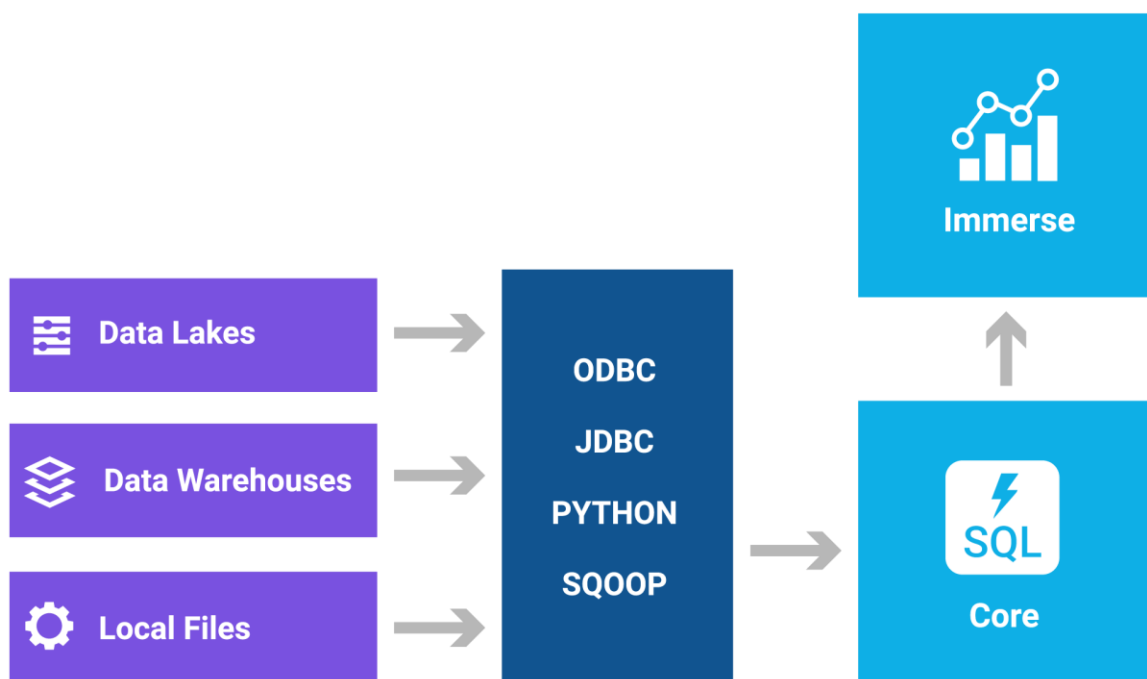 Data Lakes
Data Warehouses
Local Files
ODBC
JDBC
PYTHON
SQOOP
Immerse
SQL
Core